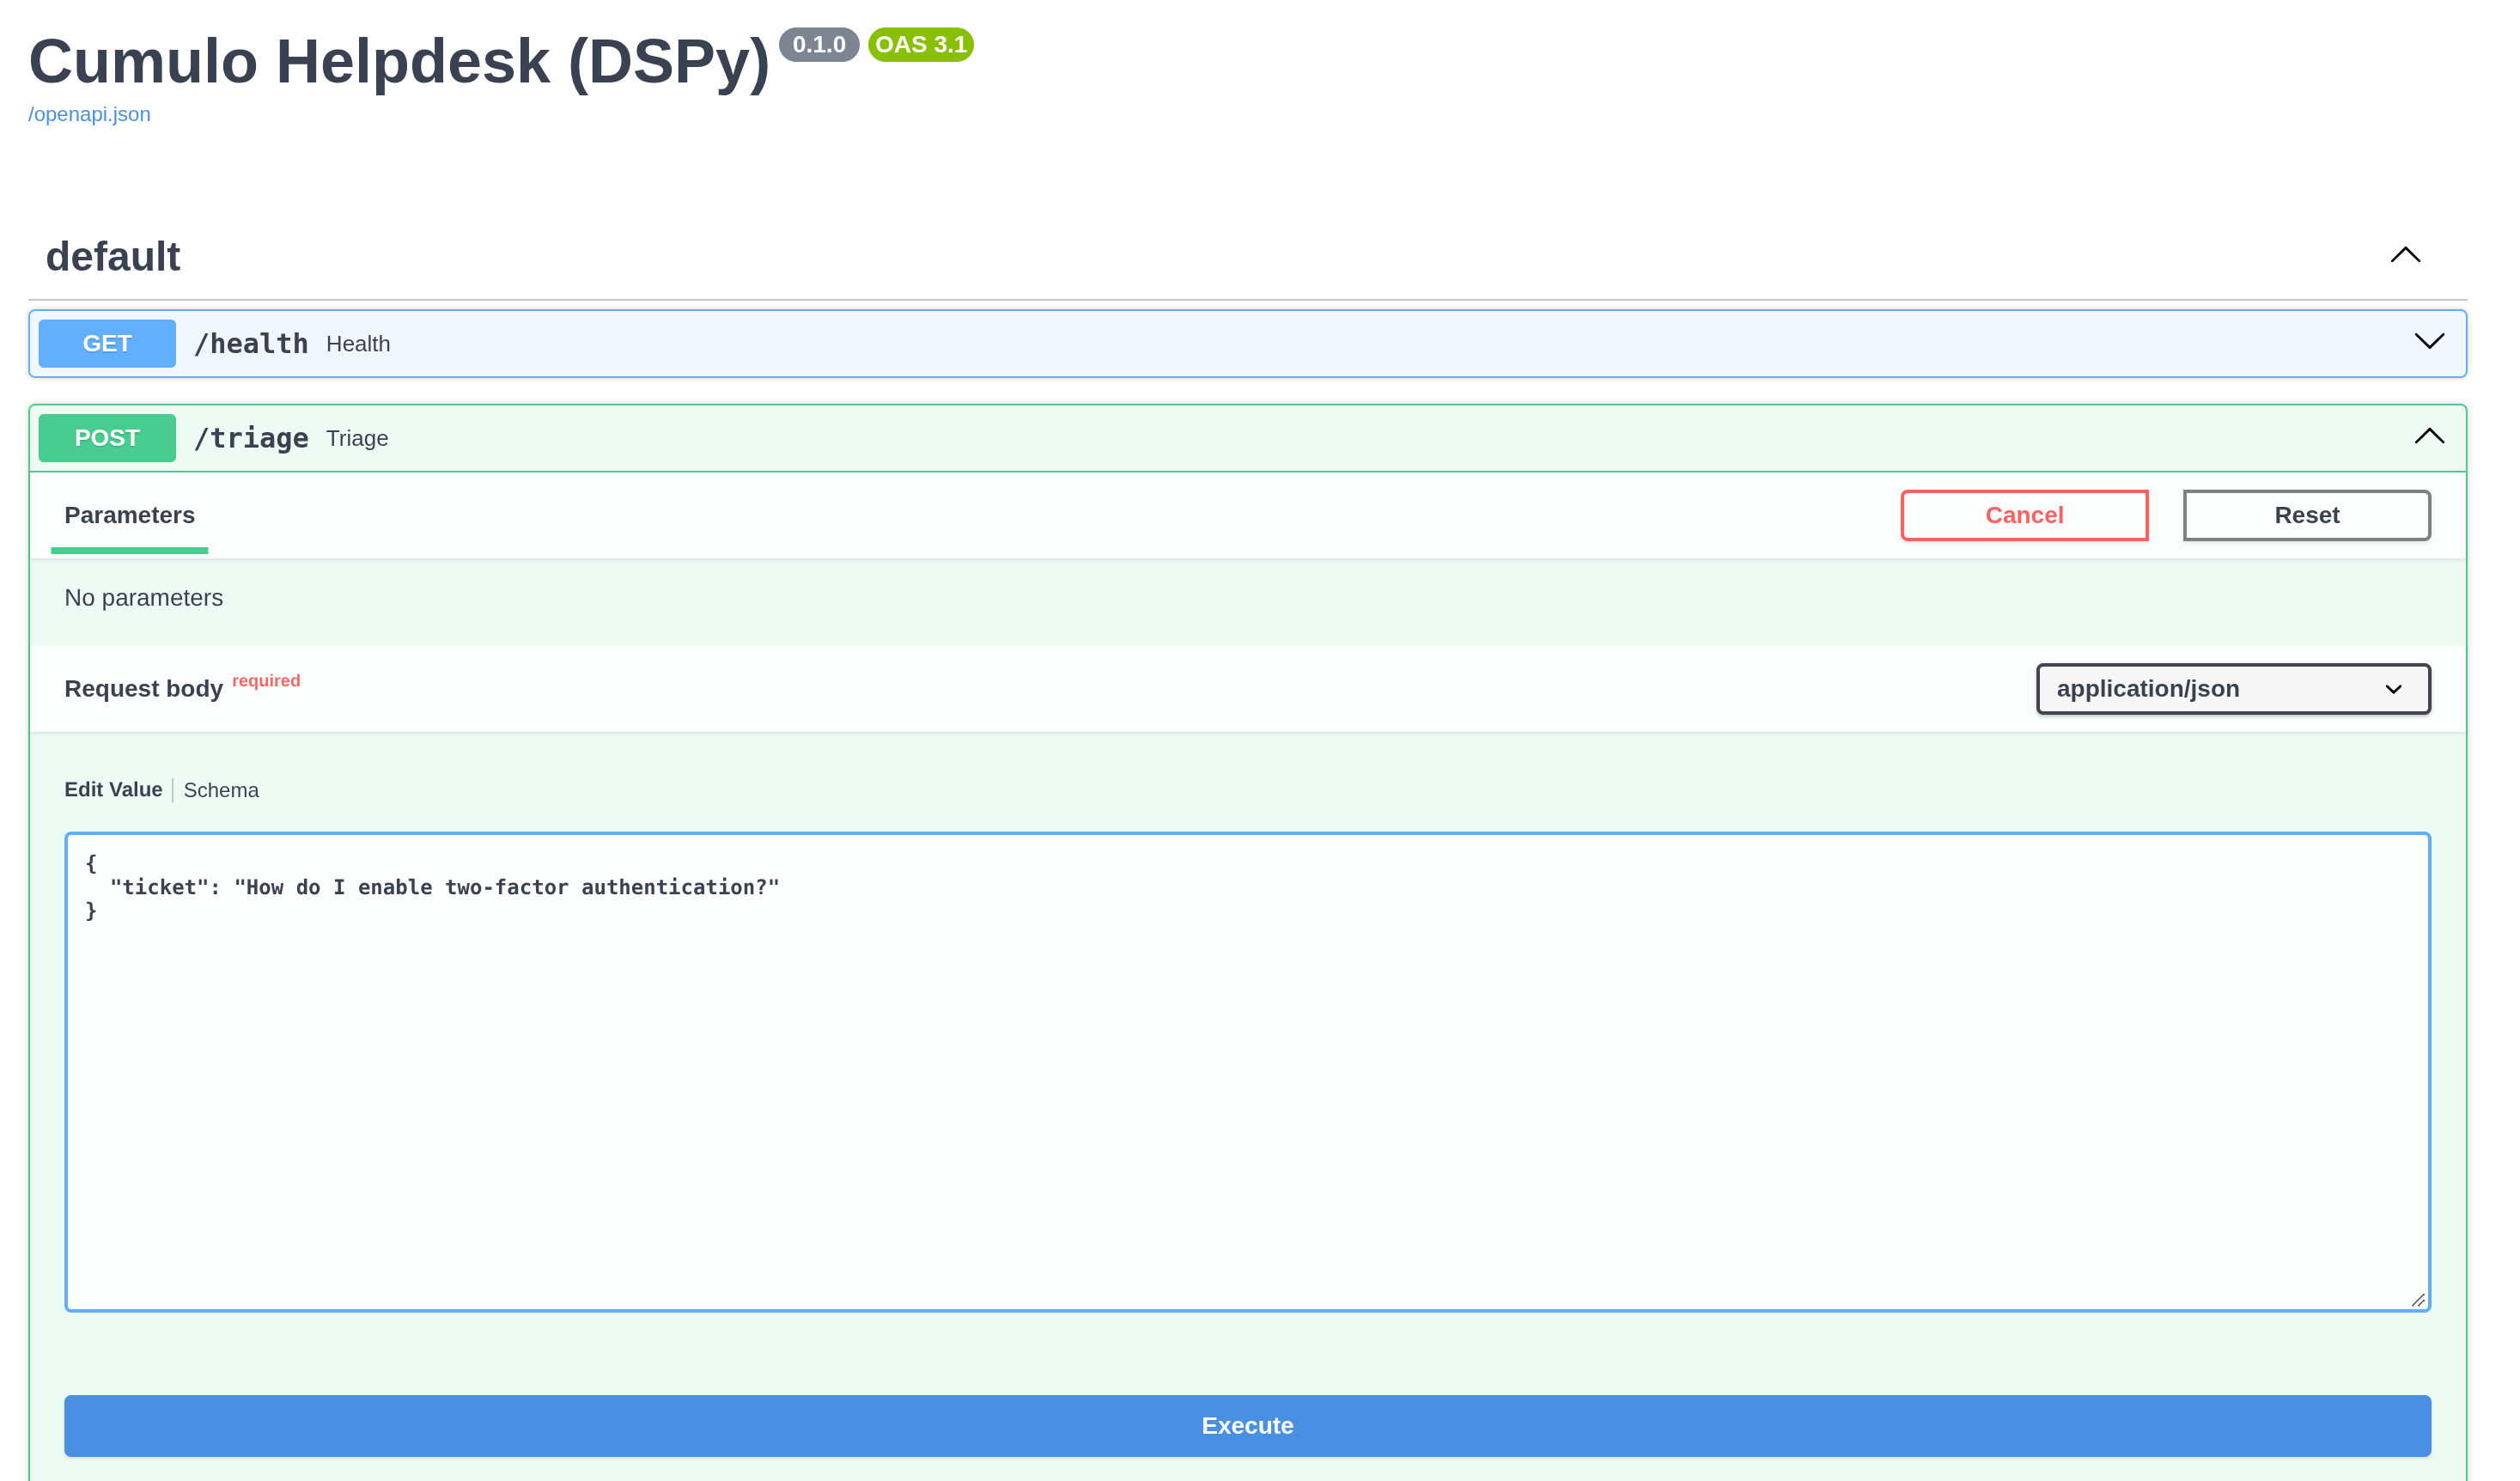 Cumulo Helpdesk (DSPy) 0.1.0 OAS 3.1
/openapi.json
default
GET /health Health
POST /triage Triage
Parameters Cancel Reset
No parameters
Request body required application/json
Edit Value Schema
{
  "ticket": "How do I enable two-factor authentication?"
}
Execute